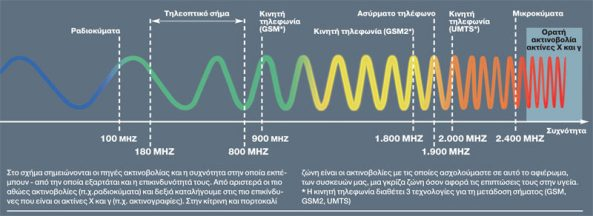 Τηλεοπτικό σήμα
Ασύρματο τηλέφωνο
Μικροκύματα
Ραδιοκύματα
Κινητή
τηλεφωνία
(GSM*)
Κινητή τηλεφωνία (GSM2*)
Κινητή
τηλεφωνία
(UMTS*)
Ορατή
ακτινοβολία
ακτίνες Χ και γ
Συχνότητα
100 MHZ
180 MHZ
800 MHZ
900 MHZ
1.800 MHZ
1.900 MHZ
2.000 MHZ
2.400 MHZ
Στο σχήμα σημειώνονται οι πηγές ακτινοβολίας και η συχνότητα στην οποία εκπέ-
μπουν - από την οποία εξαρτάται και η επικινδυνότητά τους. Από αριστερά οι πιο
αθώες ακτινοβολίες (π.χ.ραδιοκύματα) και δεξιά καταλήγουμε στις πιο επικίνδυ-
νες που είναι οι ακτίνες Χ και γ (π.χ. ακτινογραφίες). Στην κίτρινη και πορτοκαλί
ζώνη είναι οι ακτινοβολίες με τις οποίες ασχολούμαστε σε αυτό το αφιέρωμα,
των συσκευών μας, μια γκρίζα ζώνη όσον αφορά τις επιπτώσεις τους στην υγεία.
* Η κινητή τηλεφωνία διαθέτει 3 τεχνολογίες για τη μετάδοση σήματος (GSM,
GSM2, UMTS)